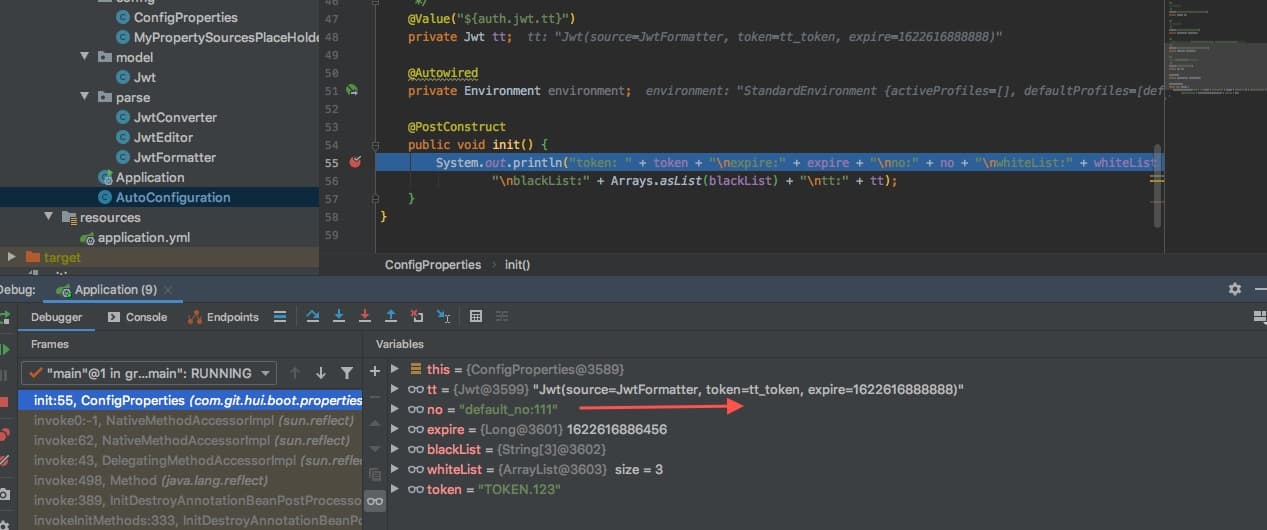 config
ConfigProperties
MyPropertySourcesPlaceHolde
model
Jwt
parse
JwtConverter
JwtEditor
JwtFormatter
Application
AutoConfiguration
resources
application.yml
target
46 */
47 @Value("${auth.jwt.tt}")
48 private Jwt tt; tt: "Jwt(source=JwtFormatter, token=tt_token, expire=1622616888888)"
49
50 @Autowired
51 private Environment environment; environment: "StandardEnvironment {activeProfiles=[], defaultProfiles=[def
52
53 @PostConstruct
54 public void init() {
55 System.out.println("token: " + token + "\nexpire:" + expire + "\nno:" + no + "\nwhiteList:" + whiteList
56 "\nblackList:" + Arrays.asList(blackList) + "\ntt:" + tt);
57 }
58 }
59
ConfigProperties › init()
Debug: Application (9) ×
Debugger Console Endpoints
Frames
"main"@1 in gr...main": RUNNING
init:55, ConfigProperties (com.git.hui.boot.properties
invoke0:-1, NativeMethodAccessorImpl (sun.reflect)
invoke:62, NativeMethodAccessorImpl (sun.reflect)
invoke:43, DelegatingMethodAccessorImpl (sun.refle
invoke:498, Method (java.lang.reflect)
invoke:389, InitDestroyAnnotationBeanPostProcesso
invokeInitMethods:333, InitDestroyAnnotationBeanPo
Variables
this = {ConfigProperties@3589}
tt = {Jwt@3599} "Jwt(source=JwtFormatter, token=tt_token, expire=1622616888888)"
no = "default_no:111"
expire = {Long@3601} 1622616886456
blackList = {String[3]@3602}
whiteList = {ArrayList@3603} size = 3
token = "TOKEN.123"